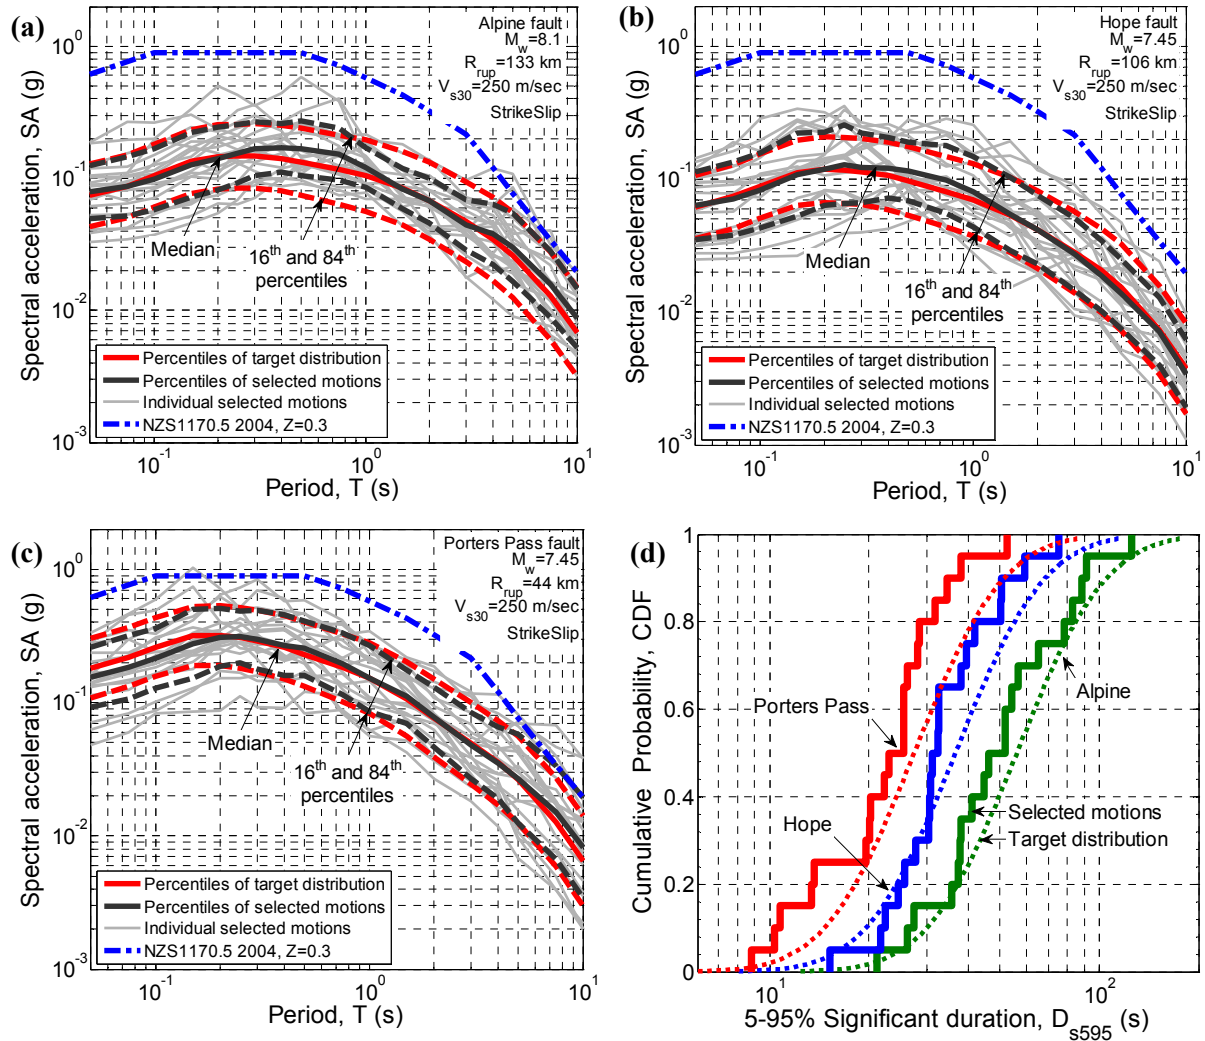 (a)
Alpine fault
M_w=8.1
R_rup=133 km
V_s30=250 m/sec
StrikeSlip
Spectral acceleration, SA (g)
10^0
10^-1
10^-2
10^-3
Median
16^th and 84^th
percentiles
Percentiles of target distribution
Percentiles of selected motions
Individual selected motions
NZS1170.5 2004, Z=0.3
10^-1
10^0
10^1
Period, T (s)
(b)
Hope fault
M_w=7.45
R_rup=106 km
V_s30=250 m/sec
StrikeSlip
Spectral acceleration, SA (g)
10^0
10^-1
10^-2
10^-3
Median
16^th and 84^th
percentiles
Percentiles of target distribution
Percentiles of selected motions
Individual selected motions
NZS1170.5 2004, Z=0.3
10^-1
10^0
10^1
Period, T (s)
(c)
Porters Pass fault
M_w=7.45
R_rup=44 km
V_s30=250 m/sec
StrikeSlip
Spectral acceleration, SA (g)
10^0
10^-1
10^-2
10^-3
Median
16^th and 84^th
percentiles
Percentiles of target distribution
Percentiles of selected motions
Individual selected motions
NZS1170.5 2004, Z=0.3
10^-1
10^0
10^1
Period, T (s)
(d)
Cumulative Probability, CDF
1
0.8
0.6
0.4
0.2
0
Porters Pass
Alpine
Hope
Selected motions
Target distribution
10^1
10^2
5-95% Significant duration, D_s595 (s)